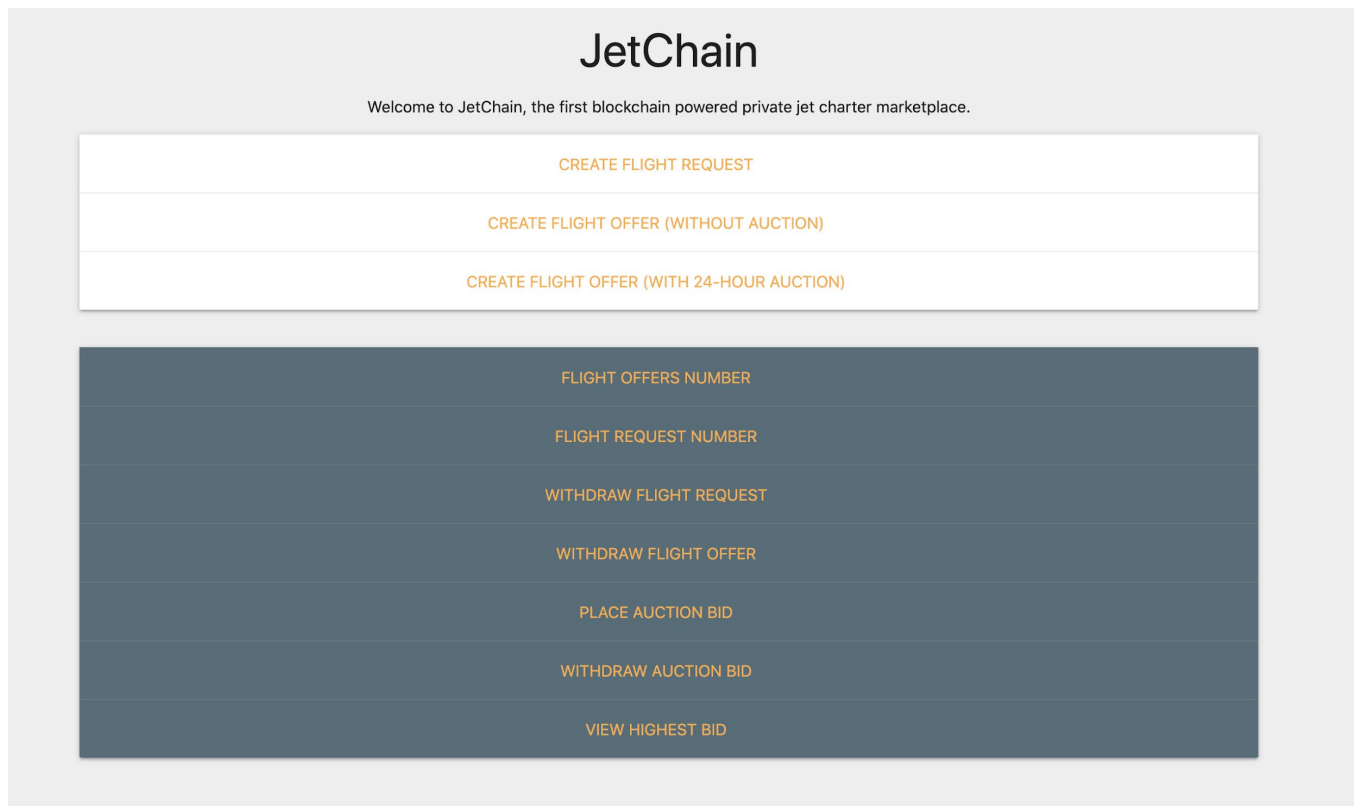 JetChain
Welcome to JetChain, the first blockchain powered private jet charter marketplace.
CREATE FLIGHT REQUEST
CREATE FLIGHT OFFER (WITHOUT AUCTION)
CREATE FLIGHT OFFER (WITH 24-HOUR AUCTION)
FLIGHT OFFERS NUMBER
FLIGHT REQUEST NUMBER
WITHDRAW FLIGHT REQUEST
WITHDRAW FLIGHT OFFER
PLACE AUCTION BID
WITHDRAW AUCTION BID
VIEW HIGHEST BID